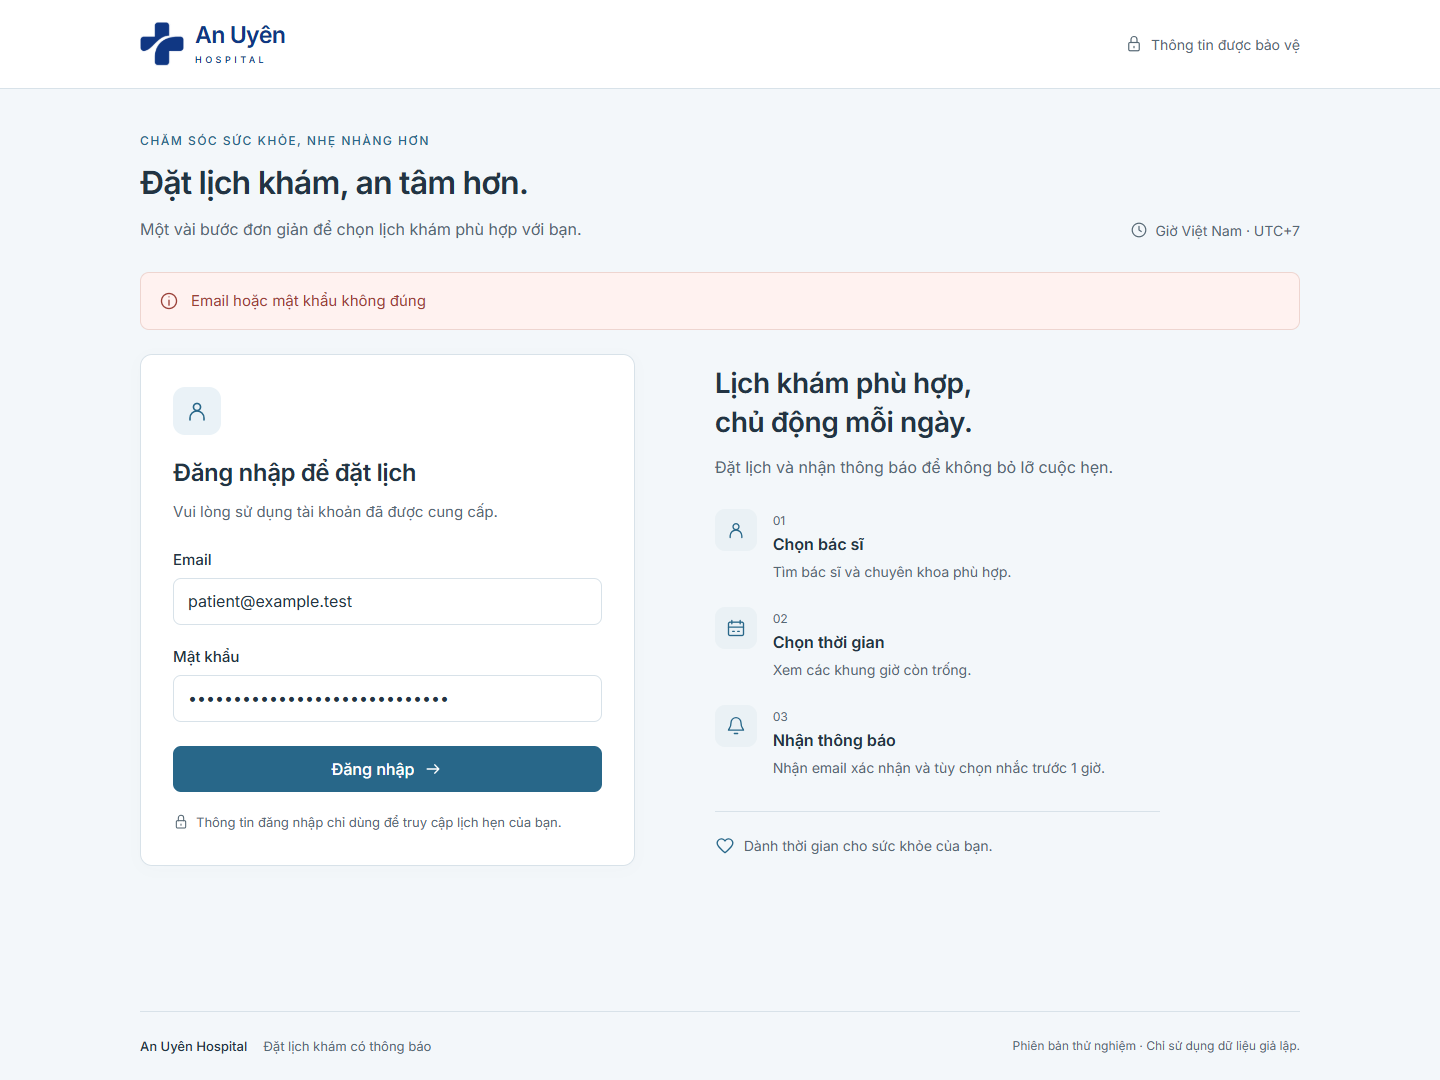 An Uyên
HOSPITAL
Thông tin được bảo vệ
CHĂM SÓC SỨC KHỎE, NHẸ NHÀNG HƠN
Đặt lịch khám, an tâm hơn.
Một vài bước đơn giản để chọn lịch khám phù hợp với bạn.
Giờ Việt Nam · UTC+7
Email hoặc mật khẩu không đúng
Đăng nhập để đặt lịch
Vui lòng sử dụng tài khoản đã được cung cấp.
Email
patient@example.test
Mật khẩu
•••••••••••••••••••••••••••••
Đăng nhập →
Thông tin đăng nhập chỉ dùng để truy cập lịch hẹn của bạn.
Lịch khám phù hợp,
chủ động mỗi ngày.
Đặt lịch và nhận thông báo để không bỏ lỡ cuộc hẹn.
01
Chọn bác sĩ
Tìm bác sĩ và chuyên khoa phù hợp.
02
Chọn thời gian
Xem các khung giờ còn trống.
03
Nhận thông báo
Nhận email xác nhận và tùy chọn nhắc trước 1 giờ.
Dành thời gian cho sức khỏe của bạn.
An Uyên Hospital
Đặt lịch khám có thông báo
Phiên bản thử nghiệm · Chỉ sử dụng dữ liệu giả lập.